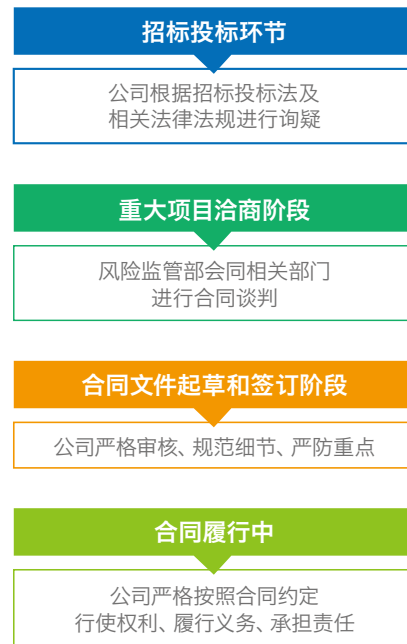 招标投标环节
公司根据招标投标法及
相关法律法规进行询疑
重大项目洽商阶段
风险监管部会同相关部门
进行合同谈判
合同文件起草和签订阶段
公司严格审核、规范细节、严防重点
合同履行中
公司严格按照合同约定
行使权利、履行义务、承担责任